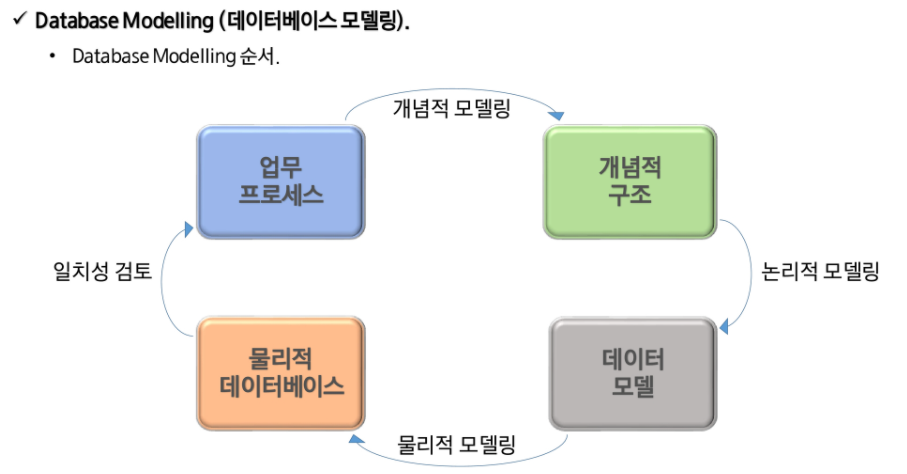 ✓ Database Modelling (데이터베이스 모델링).
• Database Modelling 순서.
개념적 모델링
업무
프로세스
개념적
구조
일치성 검토
논리적 모델링
물리적
데이터베이스
데이터
모델
물리적 모델링